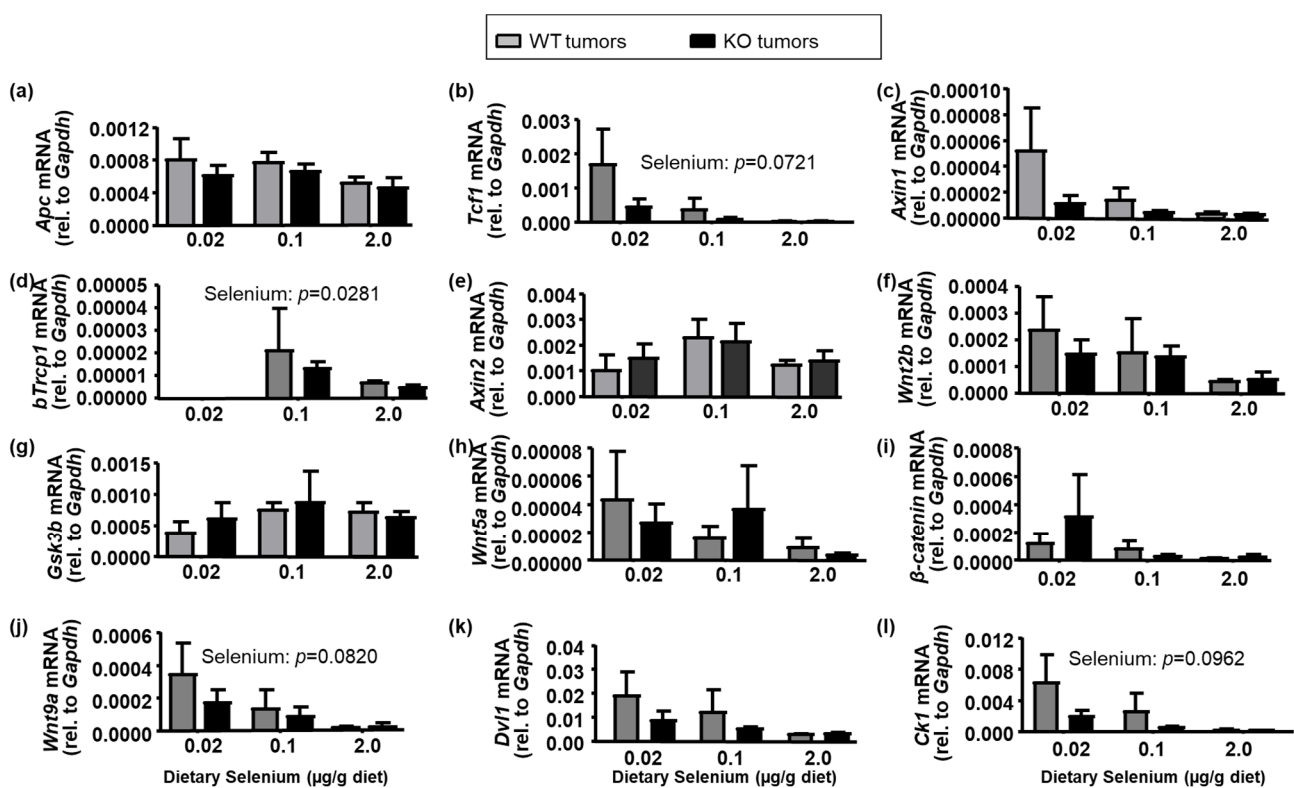 WT tumors KO tumors
(a)
Apc mRNA
(rel. to Gapdh)
0.0012
0.0008
0.0004
0.0000
0.02 0.1 2.0
(b)
Tcf1 mRNA
(rel. to Gapdh)
0.003
0.002
0.001
0.000
Selenium: p=0.0721
0.02 0.1 2.0
(c)
Axin1 mRNA
(rel. to Gapdh)
0.00010
0.00008
0.00006
0.00004
0.00002
0.00000
0.02 0.1 2.0
(d)
bTrcp1 mRNA
(rel. to Gapdh)
0.00005
0.00004
0.00003
0.00002
0.00001
0.00000
Selenium: p=0.0281
0.02 0.1 2.0
(e)
Axin2 mRNA
(rel. to Gapdh)
0.004
0.003
0.002
0.001
0.000
0.02 0.1 2.0
(f)
Wnt2b mRNA
(rel. to Gapdh)
0.0004
0.0003
0.0002
0.0001
0.0000
0.02 0.1 2.0
(g)
Gsk3b mRNA
(rel. to Gapdh)
0.0015
0.0010
0.0005
0.0000
0.02 0.1 2.0
(h)
Wnt5a mRNA
(rel. to Gapdh)
0.00008
0.00006
0.00004
0.00002
0.00000
0.02 0.1 2.0
(i)
β-catenin mRNA
(rel. to Gapdh)
0.0008
0.0006
0.0004
0.0002
0.0000
0.02 0.1 2.0
(j)
Wnt9a mRNA
(rel. to Gapdh)
0.0006
0.0004
0.0002
0.0000
Selenium: p=0.0820
0.02 0.1 2.0
Dietary Selenium (µg/g diet)
(k)
Dvl1 mRNA
(rel. to Gapdh)
0.04
0.03
0.02
0.01
0.00
0.02 0.1 2.0
Dietary Selenium (µg/g diet)
(l)
Ck1 mRNA
(rel. to Gapdh)
0.012
0.008
0.004
0.000
Selenium: p=0.0962
0.02 0.1 2.0
Dietary Selenium (µg/g diet)